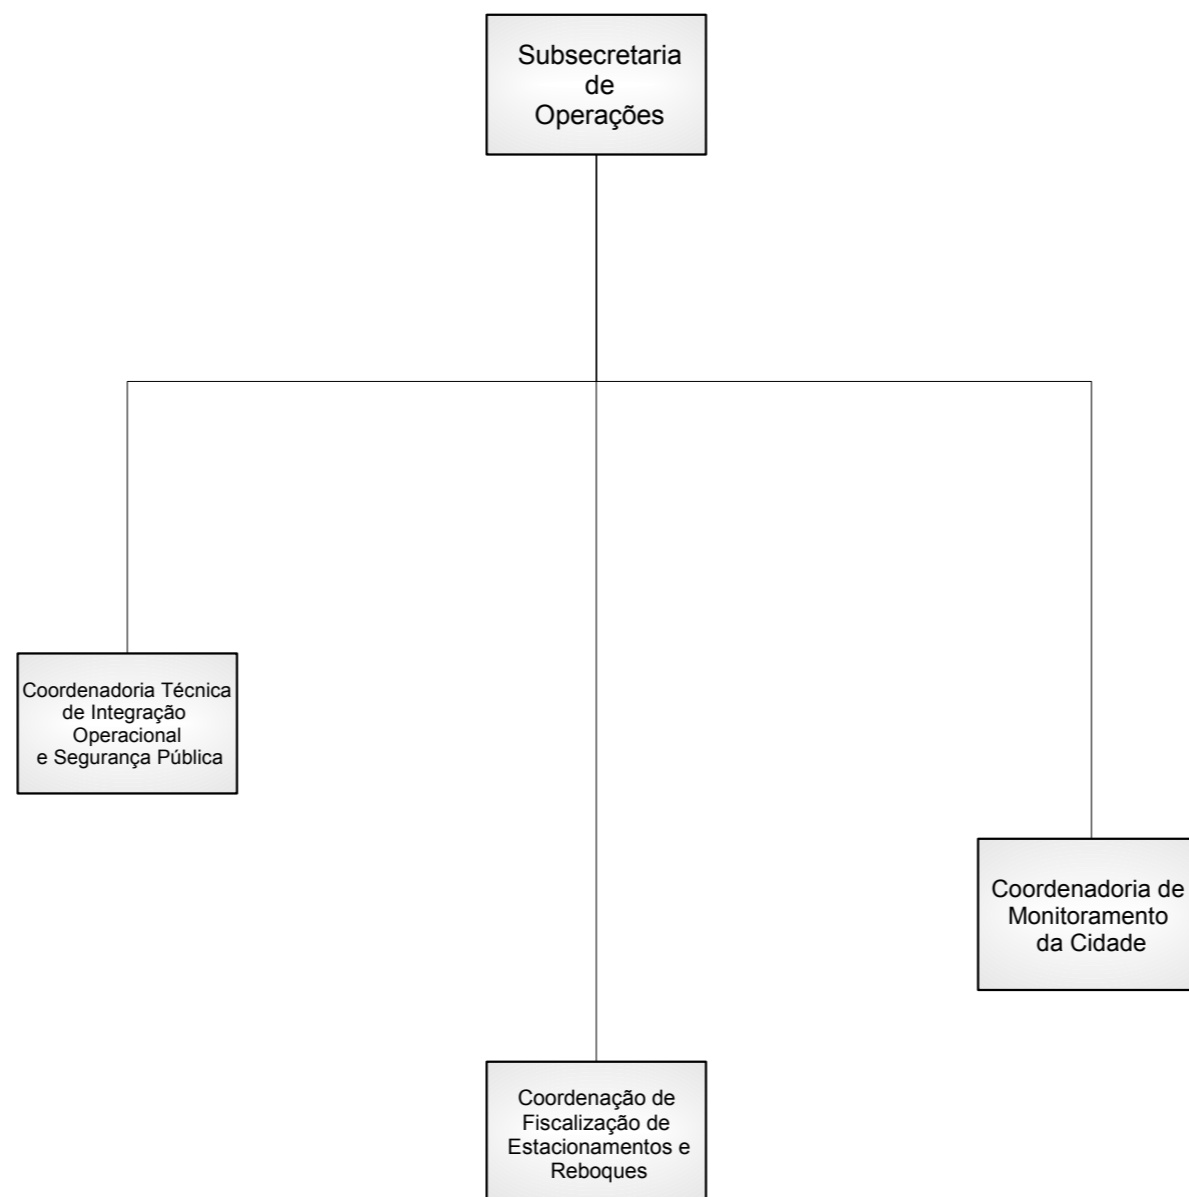 Subsecretaria
de
Operações
Coordenadoria Técnica
de Integração
Operacional
e Segurança Pública
Coordenadoria de
Monitoramento
da Cidade
Coordenação de
Fiscalização de
Estacionamentos e
Reboques